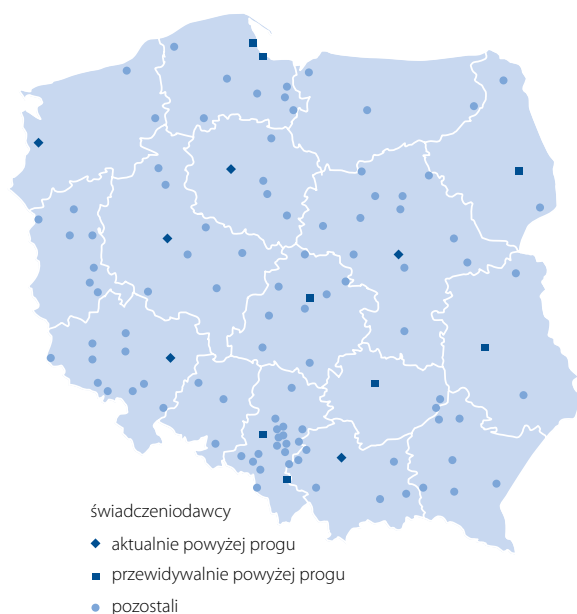 świadczeniodawcy
aktualnie powyżej progu
przewidywalnie powyżej progu
pozostali